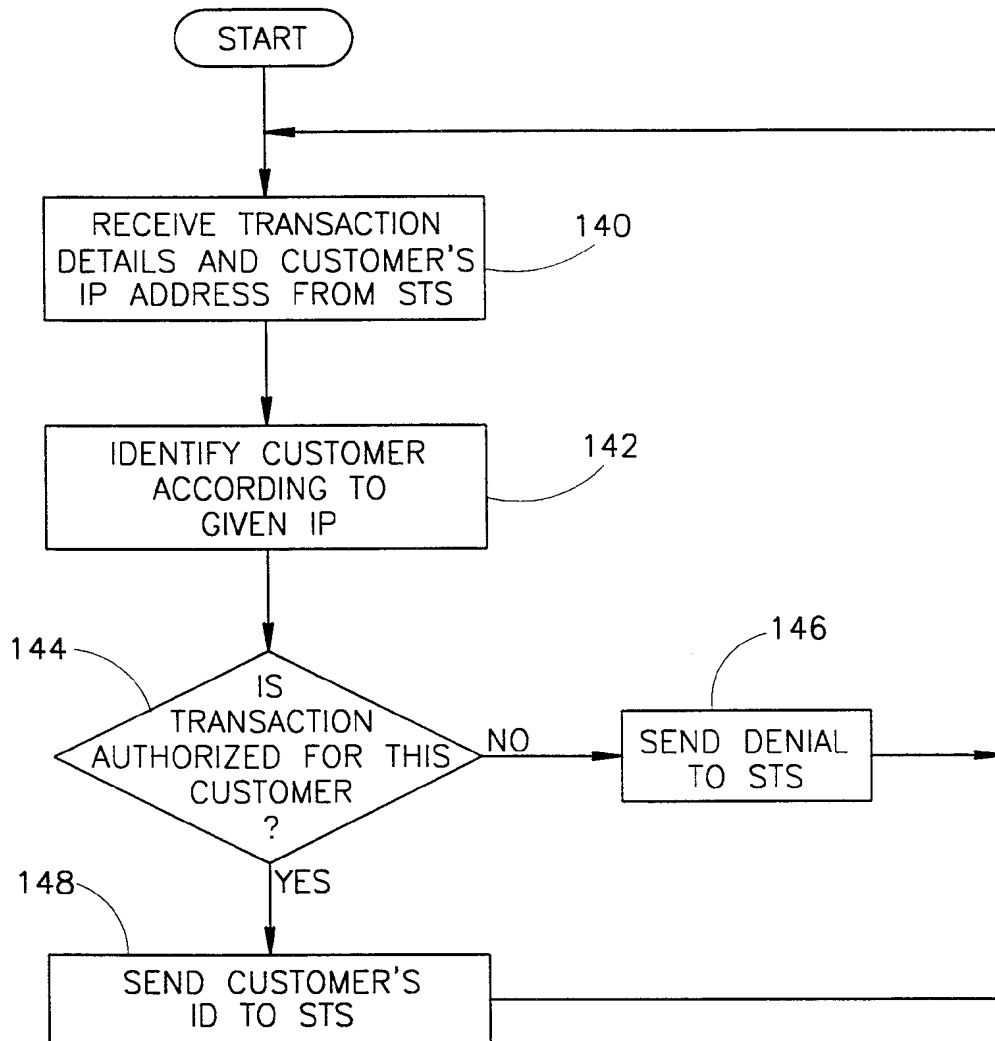 START
RECEIVE TRANSACTION
DETAILS AND CUSTOMER'S
IP ADDRESS FROM STS
140
IDENTIFY CUSTOMER
ACCORDING TO
GIVEN IP
142
144
IS
TRANSACTION
AUTHORIZED FOR THIS
CUSTOMER
?
NO
146
SEND DENIAL
TO STS
YES
148
SEND CUSTOMER'S
ID TO STS